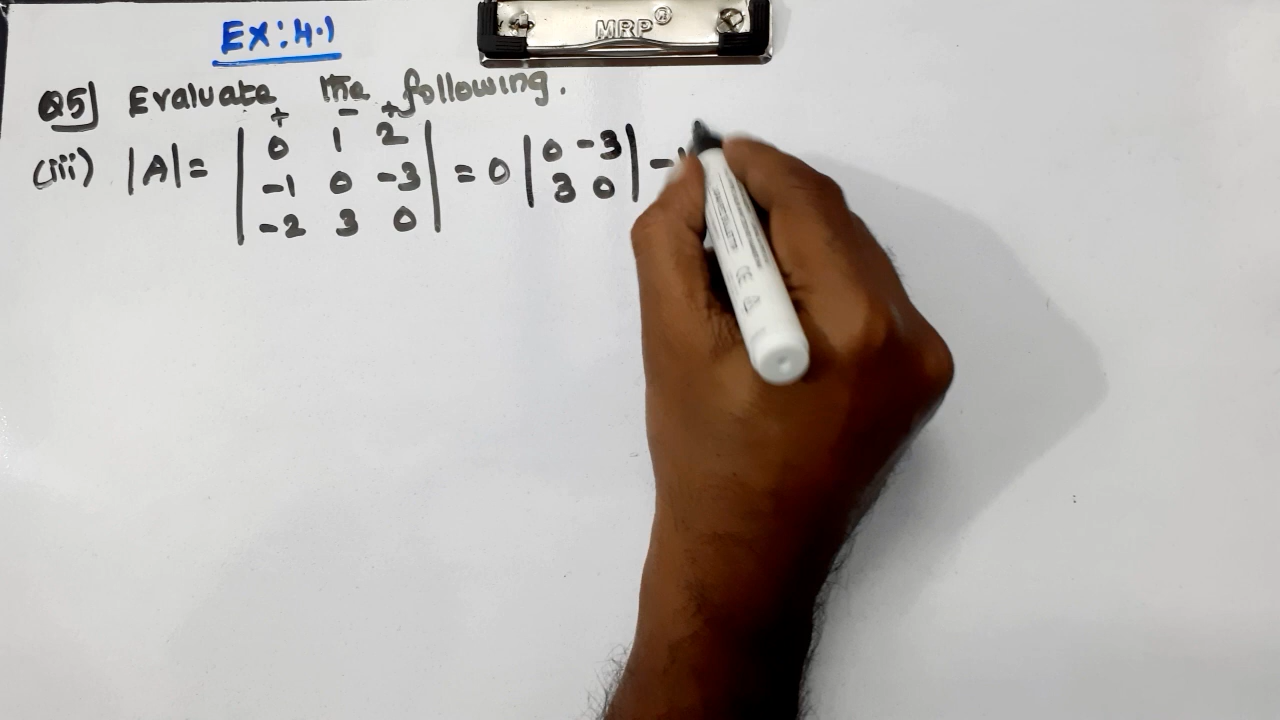 MRP®
Ex:4.1
Q5] Evaluate the following.
+ - +
(iii) |A| = | 0 1 2 | = 0 | 0 -3 | -1
| -1 0 -3 | | 3 0 |
| -2 3 0 |